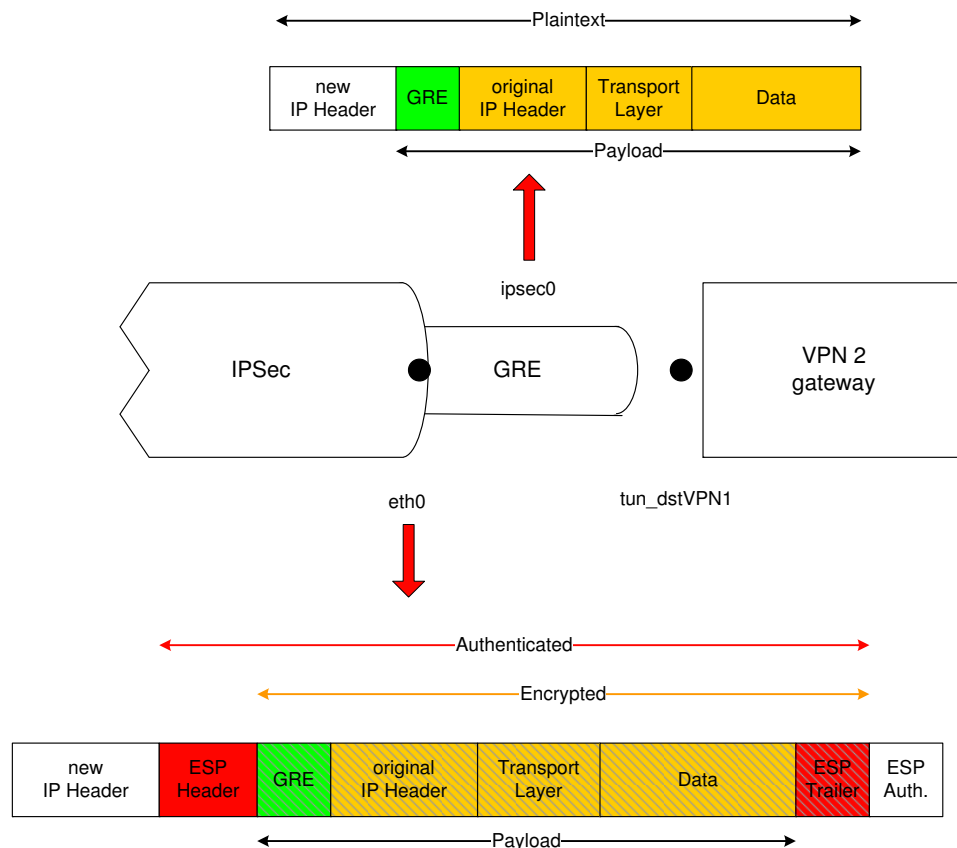 Plaintext
new
IP Header
GRE
original
IP Header
Transport
Layer
Data
Payload
ipsec0
IPSec
GRE
VPN 2
gateway
eth0
tun_dstVPN1
Authenticated
Encrypted
new
IP Header
ESP
Header
GRE
original
IP Header
Transport
Layer
Data
ESP
Trailer
ESP
Auth.
Payload